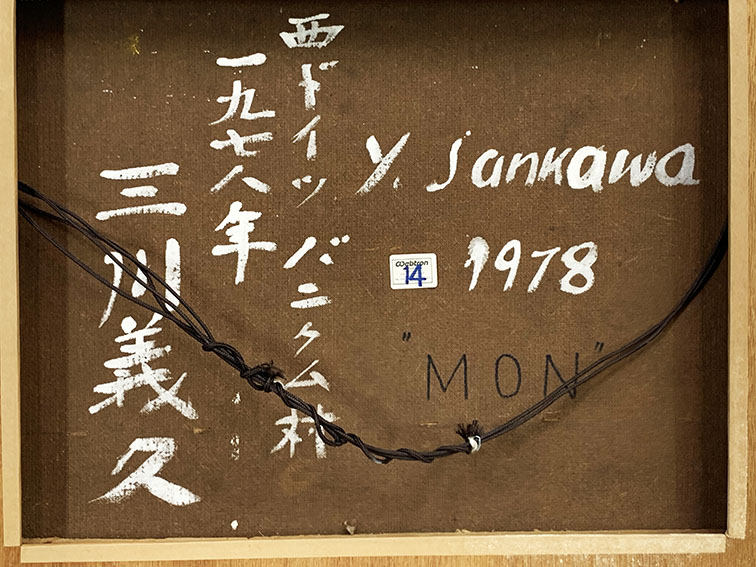 西ドイツ バニクム村
一九七八年
三川義久
Y. Sankawa
1978
"MON"
14